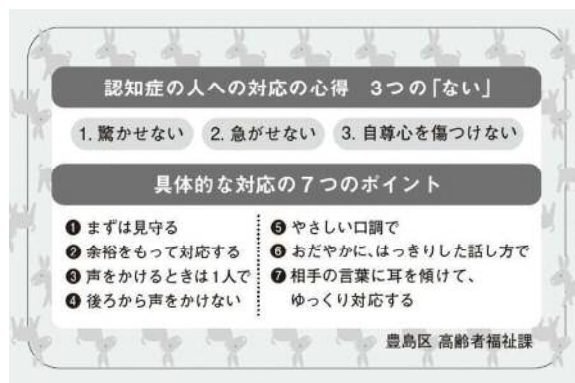 認知症の人への対応の心得 3つの「ない」
1. 驚かせない 2. 急がせない 3. 自尊心を傷つけない
具体的な対応の7つのポイント
❶ まずは見守る
❷ 余裕をもって対応する
❸ 声をかけるときは1人で
❹ 後ろから声をかけない
❺ やさしい口調で
❻ おだやかに、はっきりした話し方で
❼ 相手の言葉に耳を傾けて、
ゆっくり対応する
豊島区 高齢者福祉課